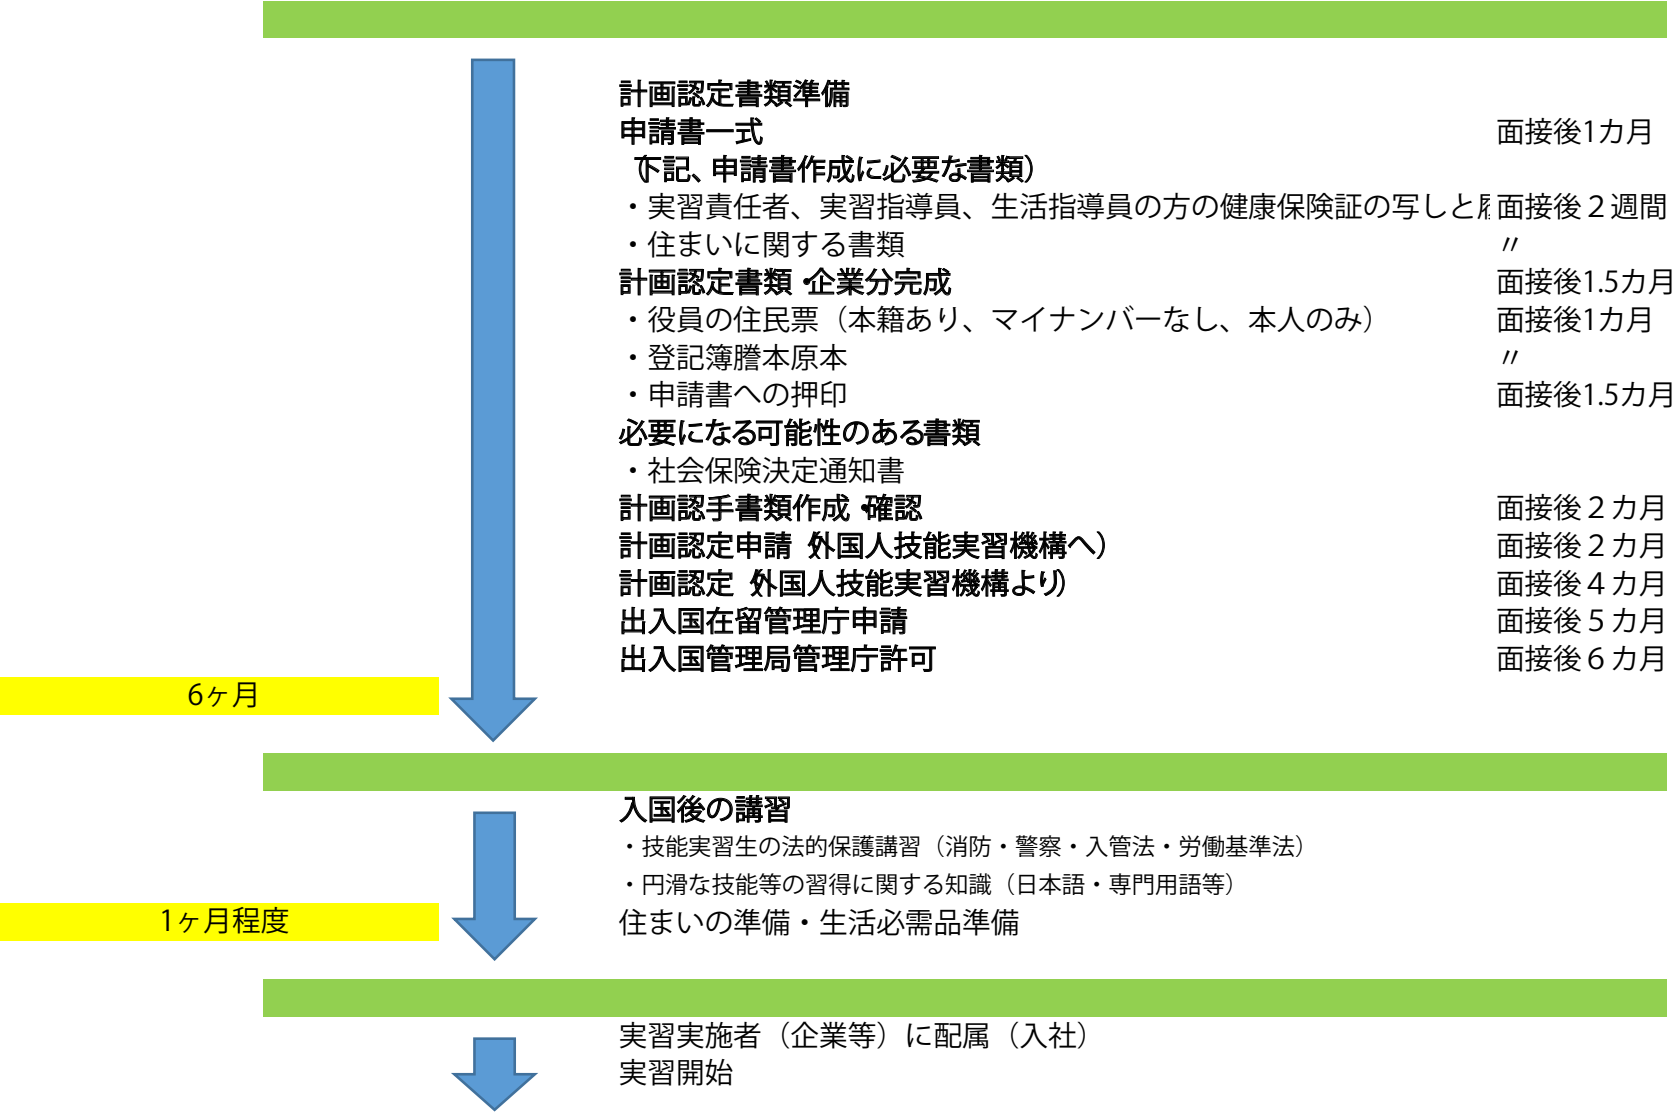 計画認定書類準備
申請書一式 面接後1カ月
（下記、申請書作成に必要な書類）
・実習責任者、実習指導員、生活指導員の方の健康保険証の写しと 面接後２週間
・住まいに関する書類 〃
計画認定書類・企業分完成 面接後1.5カ月
・役員の住民票（本籍あり、マイナンバーなし、本人のみ） 面接後1カ月
・登記簿謄本原本 〃
・申請書への押印 面接後1.5カ月
必要になる可能性のある書類
・社会保険決定通知書
計画認手書類作成・確認 面接後２カ月
計画認定申請（外国人技能実習機構へ） 面接後２カ月
計画認定（外国人技能実習機構より） 面接後４カ月
出入国在留管理庁申請 面接後５カ月
出入国管理局管理庁許可 面接後６カ月
6ヶ月
入国後の講習
・技能実習生の法的保護講習（消防・警察・入管法・労働基準法）
・円滑な技能等の習得に関する知識（日本語・専門用語等）
1ヶ月程度 住まいの準備・生活必需品準備
実習実施者（企業等）に配属（入社）
実習開始